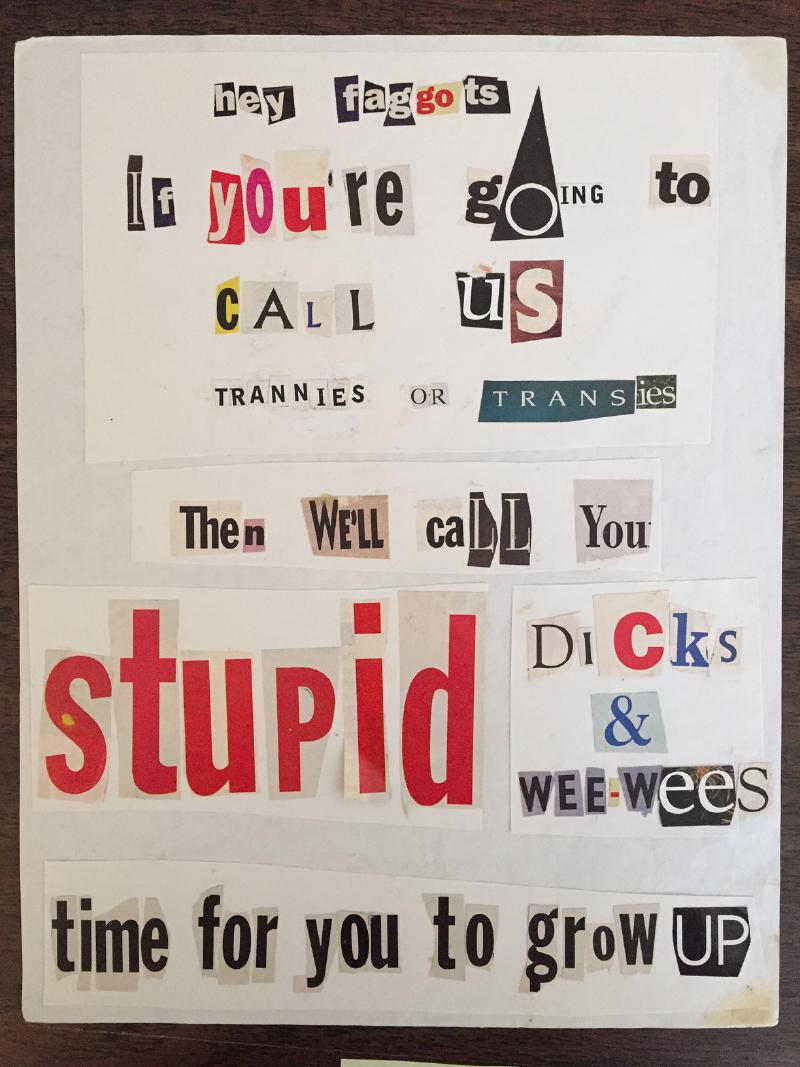 hey faggots
If you're gOING to
CALL us
TRANNIES OR TRANSies
Then We'll caLL You
stupid
DIcks
&
WEE-Wees
time for you to groW UP